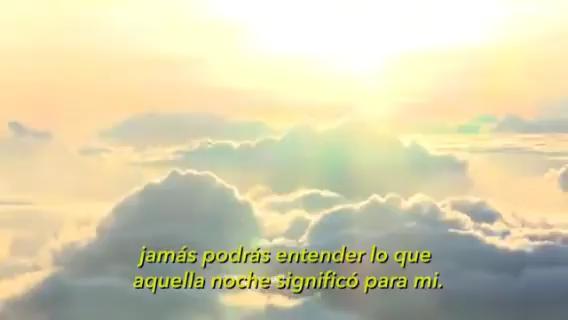 jamás podrás entender lo que
aquella noche significó para mi.